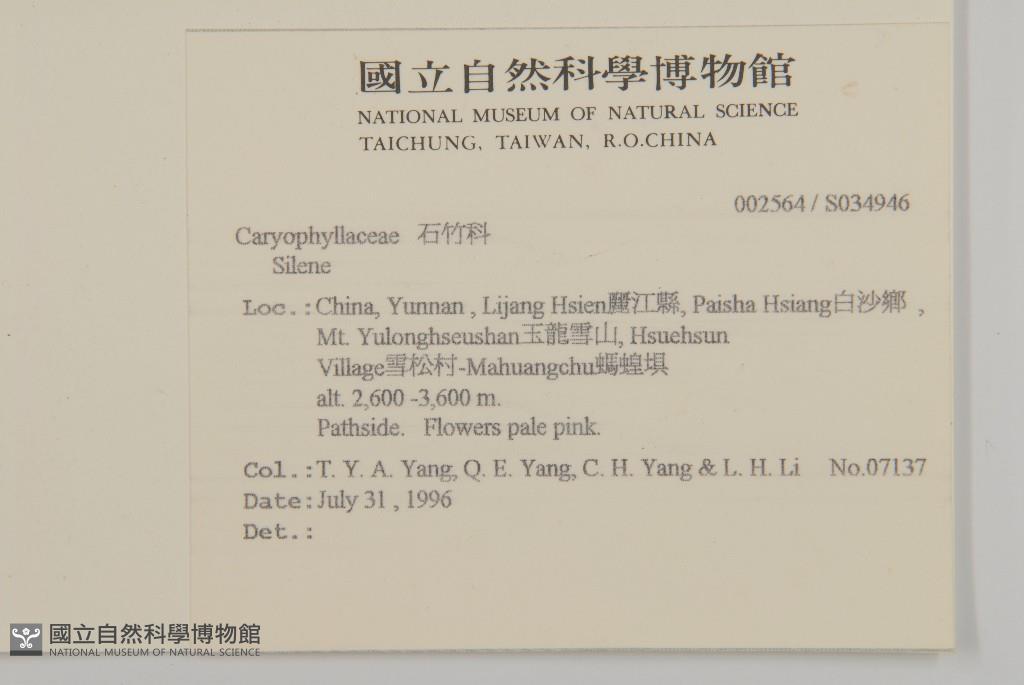 國立自然科學博物館
NATIONAL MUSEUM OF NATURAL SCIENCE
TAICHUNG, TAIWAN, R.O.CHINA
002564 / S034946
Caryophyllaceae 石竹科
Silene
Loc.:China, Yunnan , Lijang Hsien麗江縣, Paisha Hsiang白沙鄉 ,
Mt. Yulonghseushan玉龍雪山, Hsuehsun
Village雪松村-Mahuangchu螞蝗埧
alt. 2,600 -3,600 m.
Pathside. Flowers pale pink.
Col.:T. Y. A. Yang, Q. E. Yang, C. H. Yang & L. H. Li No.07137
Date:July 31 , 1996
Det.:
國立自然科學博物館
NATIONAL MUSEUM OF NATURAL SCIENCE